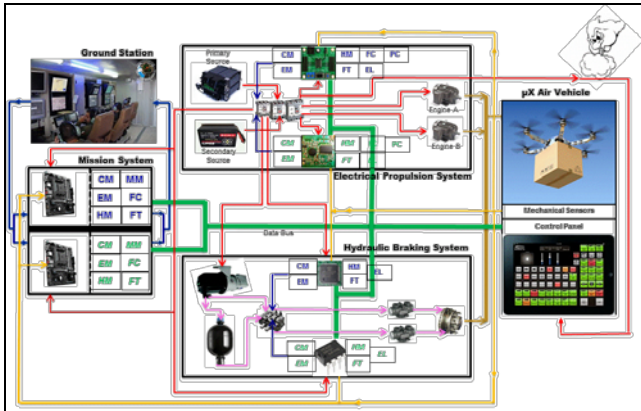 Ground Station
Primary
Source
CM
HM
FC
PC
EM
FT
EL
Engine-A
Secondary
Source
Engine-B
CM
HM
EL
PC
EM
FT
Electrical Propulsion System
µX Air Vehicle
Mechanical Sensors
Control Panel
Mission System
CM
MM
EM
FC
HM
FT
CM
MM
EM
FC
HM
FT
Data Bus
Hydraulic Braking System
CM
HM
EL
EM
FT
CM
HM
EL
EM
FT